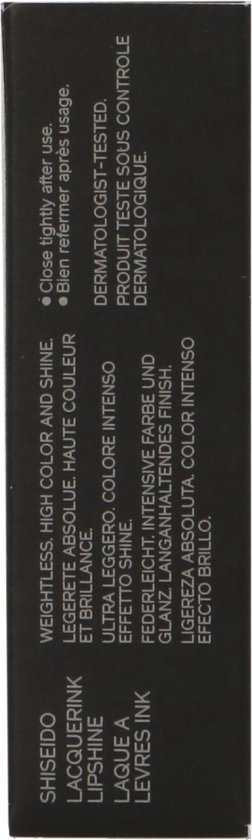 SHISEIDO
LACQUERINK
LIPSHINE
LAQUE A
LEVRES INK
WEIGHTLESS. HIGH COLOR AND SHINE.
LEGERETE ABSOLUE. HAUTE COULEUR
ET BRILLANCE.
ULTRA LEGGERO. COLORE INTENSO
EFFETTO SHINE.
FEDERLEICHT. INTENSIVE FARBE UND
GLANZ. LANGANHALTENDES FINISH.
LIGEREZA ABSOLUTA. COLOR INTENSO
EFECTO BRILLO.
● Close tightly after use.
● Bien refermer après usage.
DERMATOLOGIST-TESTED.
PRODUIT TESTE SOUS CONTROLE
DERMATOLOGIQUE.